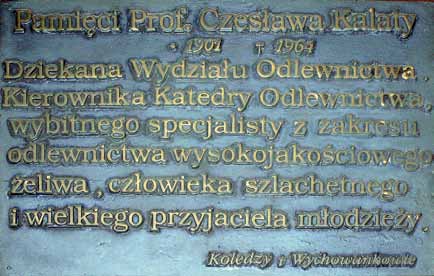 Pamięci Prof. Czesława Kalaty
* 1901 † 1964
Dziekana Wydziału Odlewnictwa,
Kierownika Katedry Odlewnictwa,
wybitnego specjalisty z zakresu
odlewnictwa wysokojakościowego
żeliwa, człowieka szlachetnego
i wielkiego przyjaciela młodzieży.
Koledzy i Wychowankowie